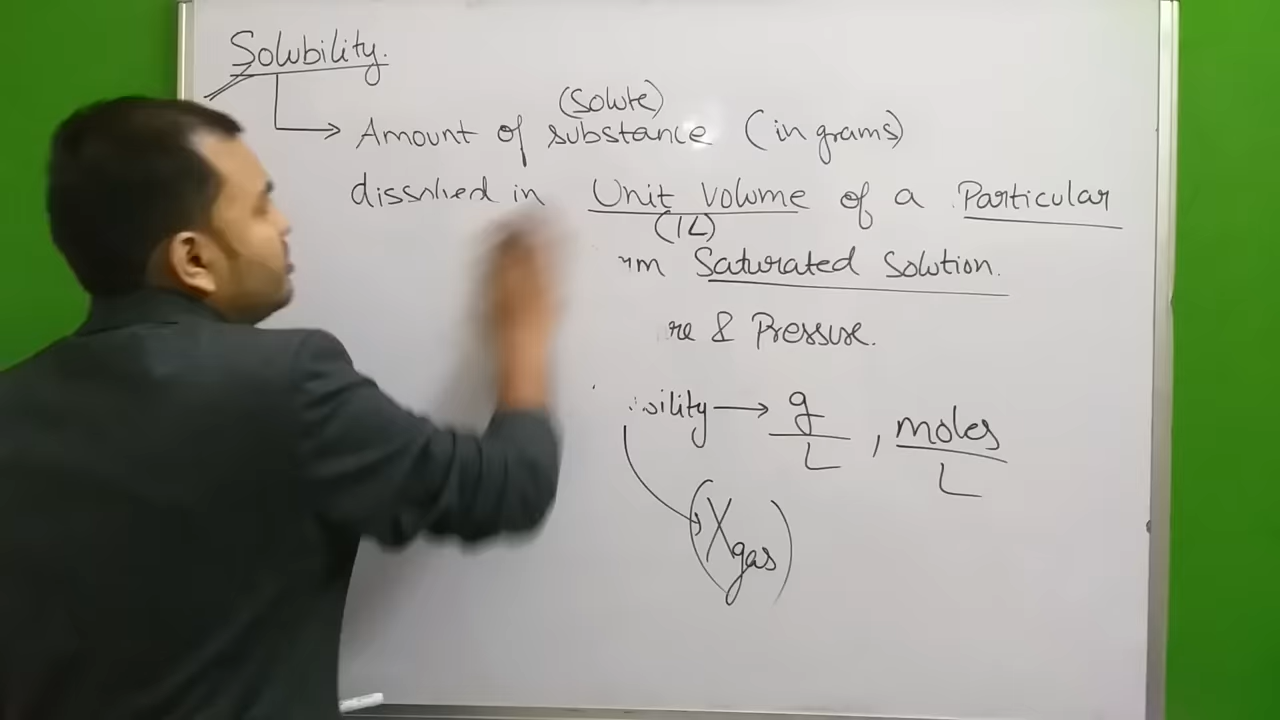 Solubility.
(Solute)
Amount of substance (in grams)
dissolved in Unit Volume of a Particular
(1L)
Saturated Solution.
& Pressure.
g/L , moles/L
(Xgas)